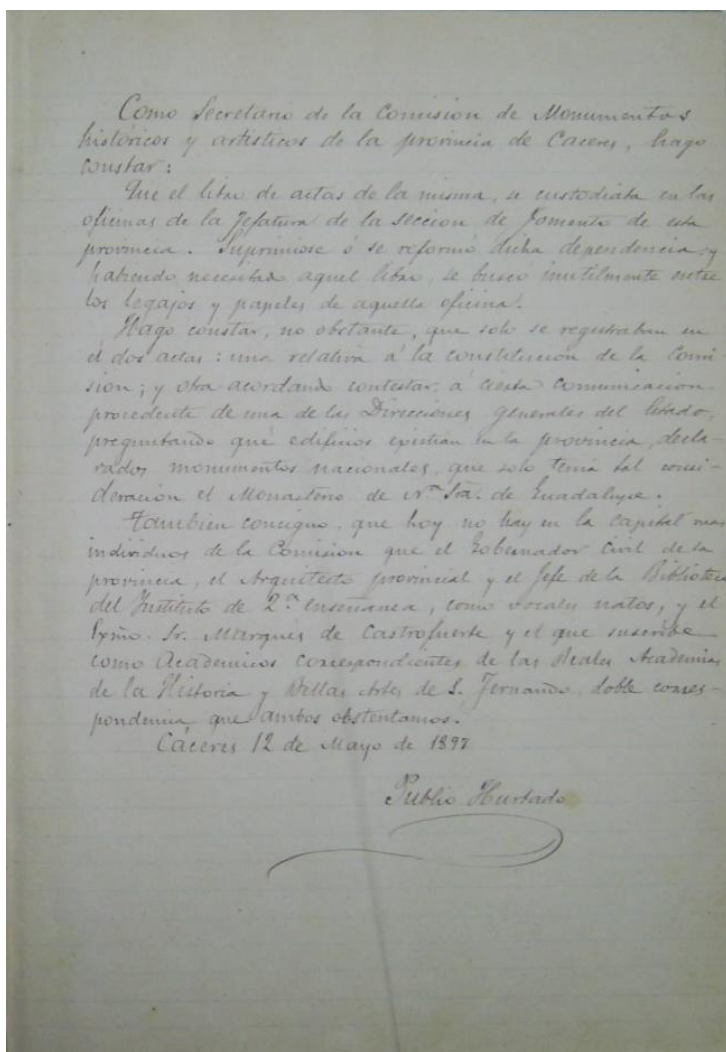 Como Secretario de la Comision de Monumentos
históricos y artísticos de la provincia de Caceres, hago
constar:
Que el libro de actas de la misma, se custodiaba en las
oficinas de la Jefatura de la seccion de Fomento de esta
provincia. Suprimiose ó se reformó dicha dependencia, y
habiendo necesitado aquel libro, se buscó inutilmente entre
los legajos y papeles de aquella oficina.
Hago constar, no obstante, que solo se registraban en
él dos actas: una relativa á la constitucion de la Comi-
sion; y otra acordando contestar, á cierta comunicacion
procedente de una de las Direcciones generales del Estado,
preguntando qué edificios existian en la provincia, decla-
rados monumentos nacionales, que solo tenia tal consi-
deracion el Monasterio de Nra. Sra. de Guadalupe.
Tambien consigno, que hoy no hay en la capital mas
individuos de la Comision que el Gobernador Civil de la
provincia, el Arquitecto provincial y el Jefe de la Biblioteca
del Instituto de 2.ª enseñanza, como vocales natos, y el
Exmo. Sr. Marqués de Castrofuerte y el que suscribe
como Academicos correspondientes de las Reales Academias
de la Historia y Bellas Artes de S. Fernando, doble corres-
pondencia que ambos obstentamos.
Cáceres 12 de Mayo de 1897
Publio Hurtado